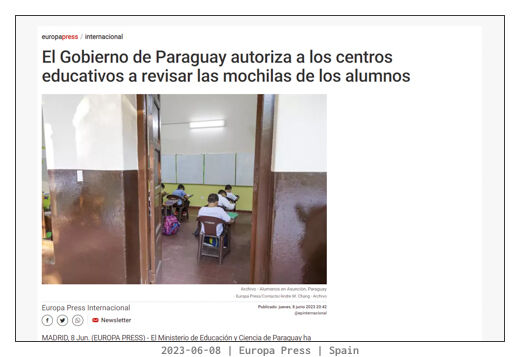 europapress / internacional
El Gobierno de Paraguay autoriza a los centros
educativos a revisar las mochilas de los alumnos
Archivo - Alumnos en Asunción, Paraguay
Europa Press/Contacto/Andre M. Chang - Archivo
Europa Press Internacional
Publicado: jueves, 8 junio 2023 20:42
@epinternacional
Newsletter
MADRID, 8 Jun. (EUROPA PRESS) - El Ministerio de Educación y Ciencia de Paraguay ha
2023-06-08 | Europa Press | Spain